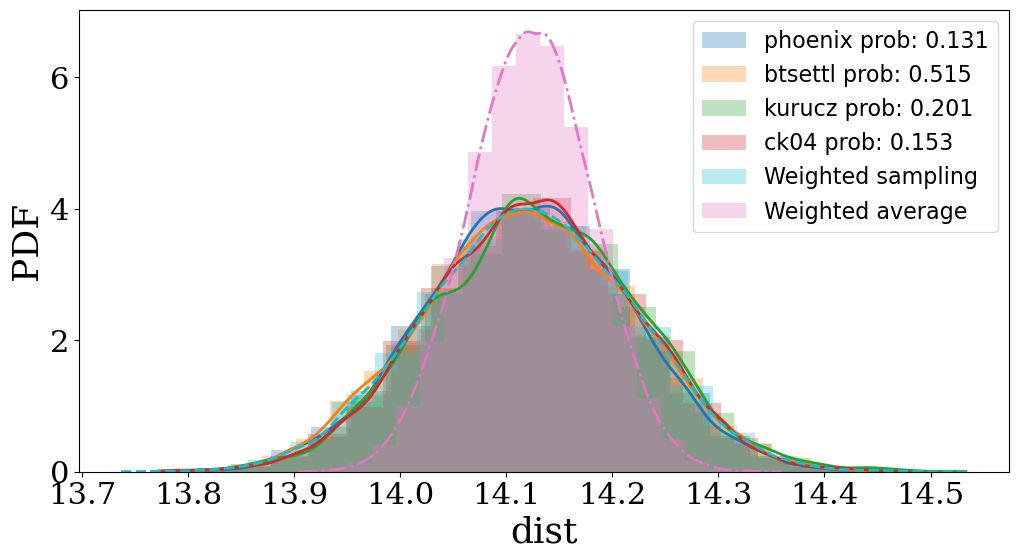 phoenix prob: 0.131
btsettl prob: 0.515
kurucz prob: 0.201
ck04 prob: 0.153
Weighted sampling
Weighted average
PDF
6
4
2
0
13.7 13.8 13.9 14.0 14.1 14.2 14.3 14.4 14.5
dist